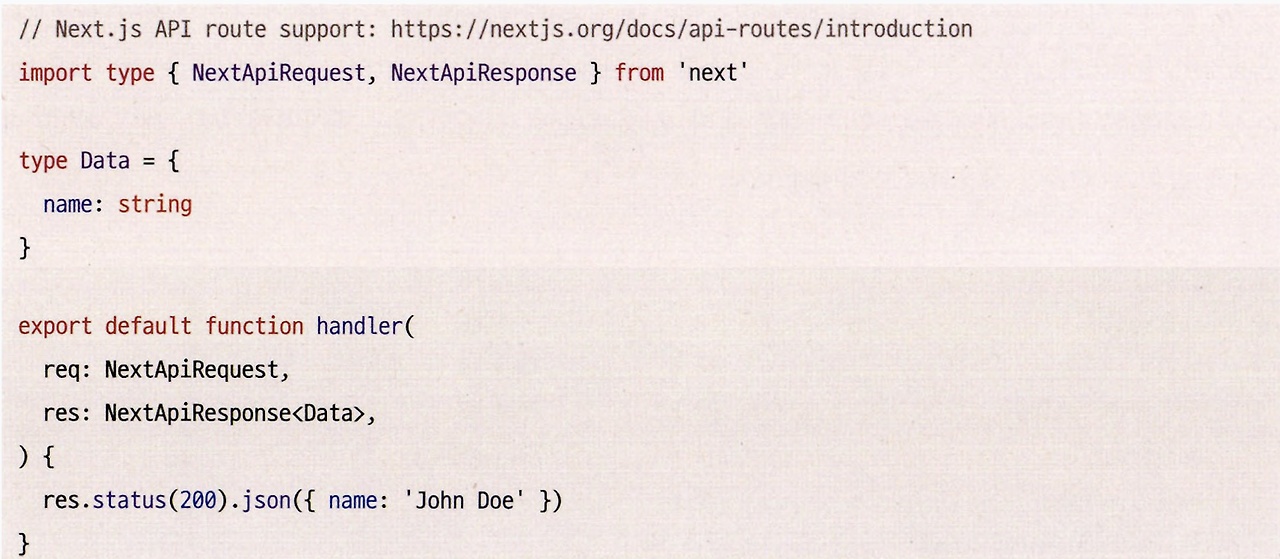 // Next.js API route support: https://nextjs.org/docs/api-routes/introduction
import type { NextApiRequest, NextApiResponse } from 'next'

type Data = {
  name: string
}

export default function handler(
  req: NextApiRequest,
  res: NextApiResponse<Data>,
) {
  res.status(200).json({ name: 'John Doe' })
}